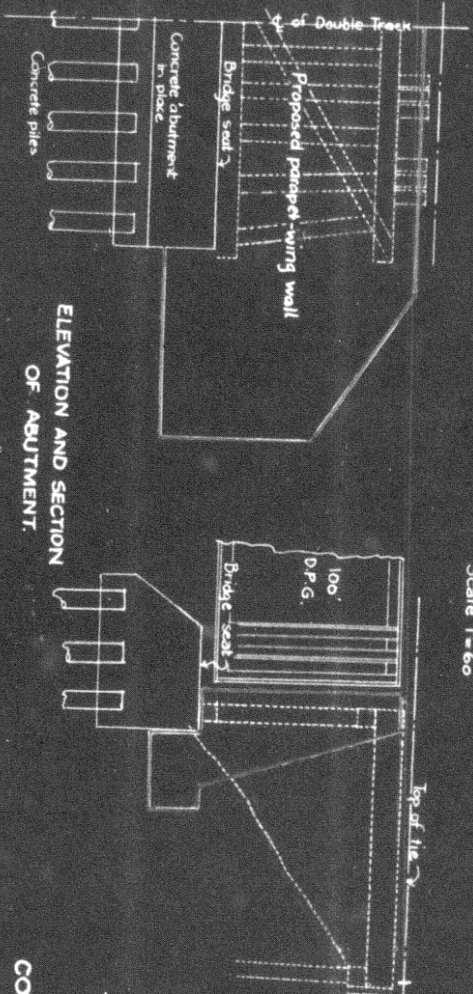 Scale 1"=60'
℄ of Double Track
Proposed parapet-wing wall
Bridge seat
Concrete abutment
in place
Concrete piles
Top of tie
100'
D.P.G.
Bridge seat
ELEVATION AND SECTION
OF ABUTMENT.
CO